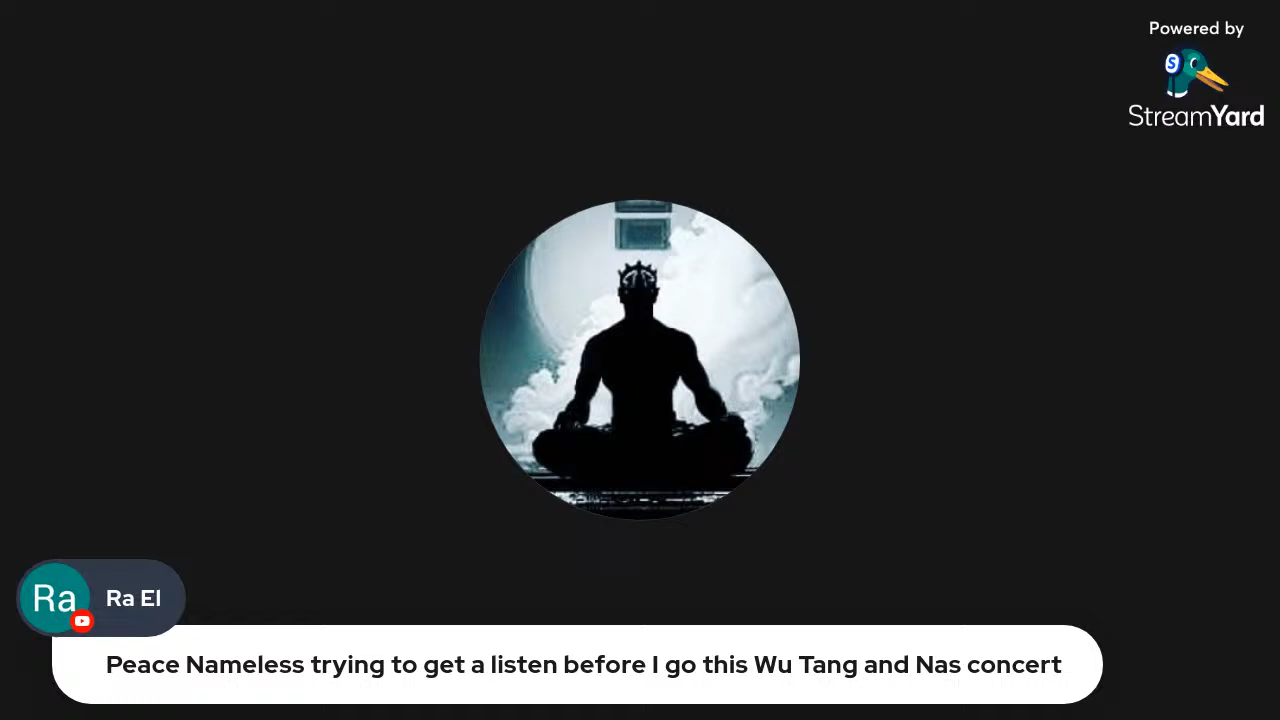 Powered by
S
StreamYard
Ra
Ra El
Peace Nameless trying to get a listen before I go this Wu Tang and Nas concert